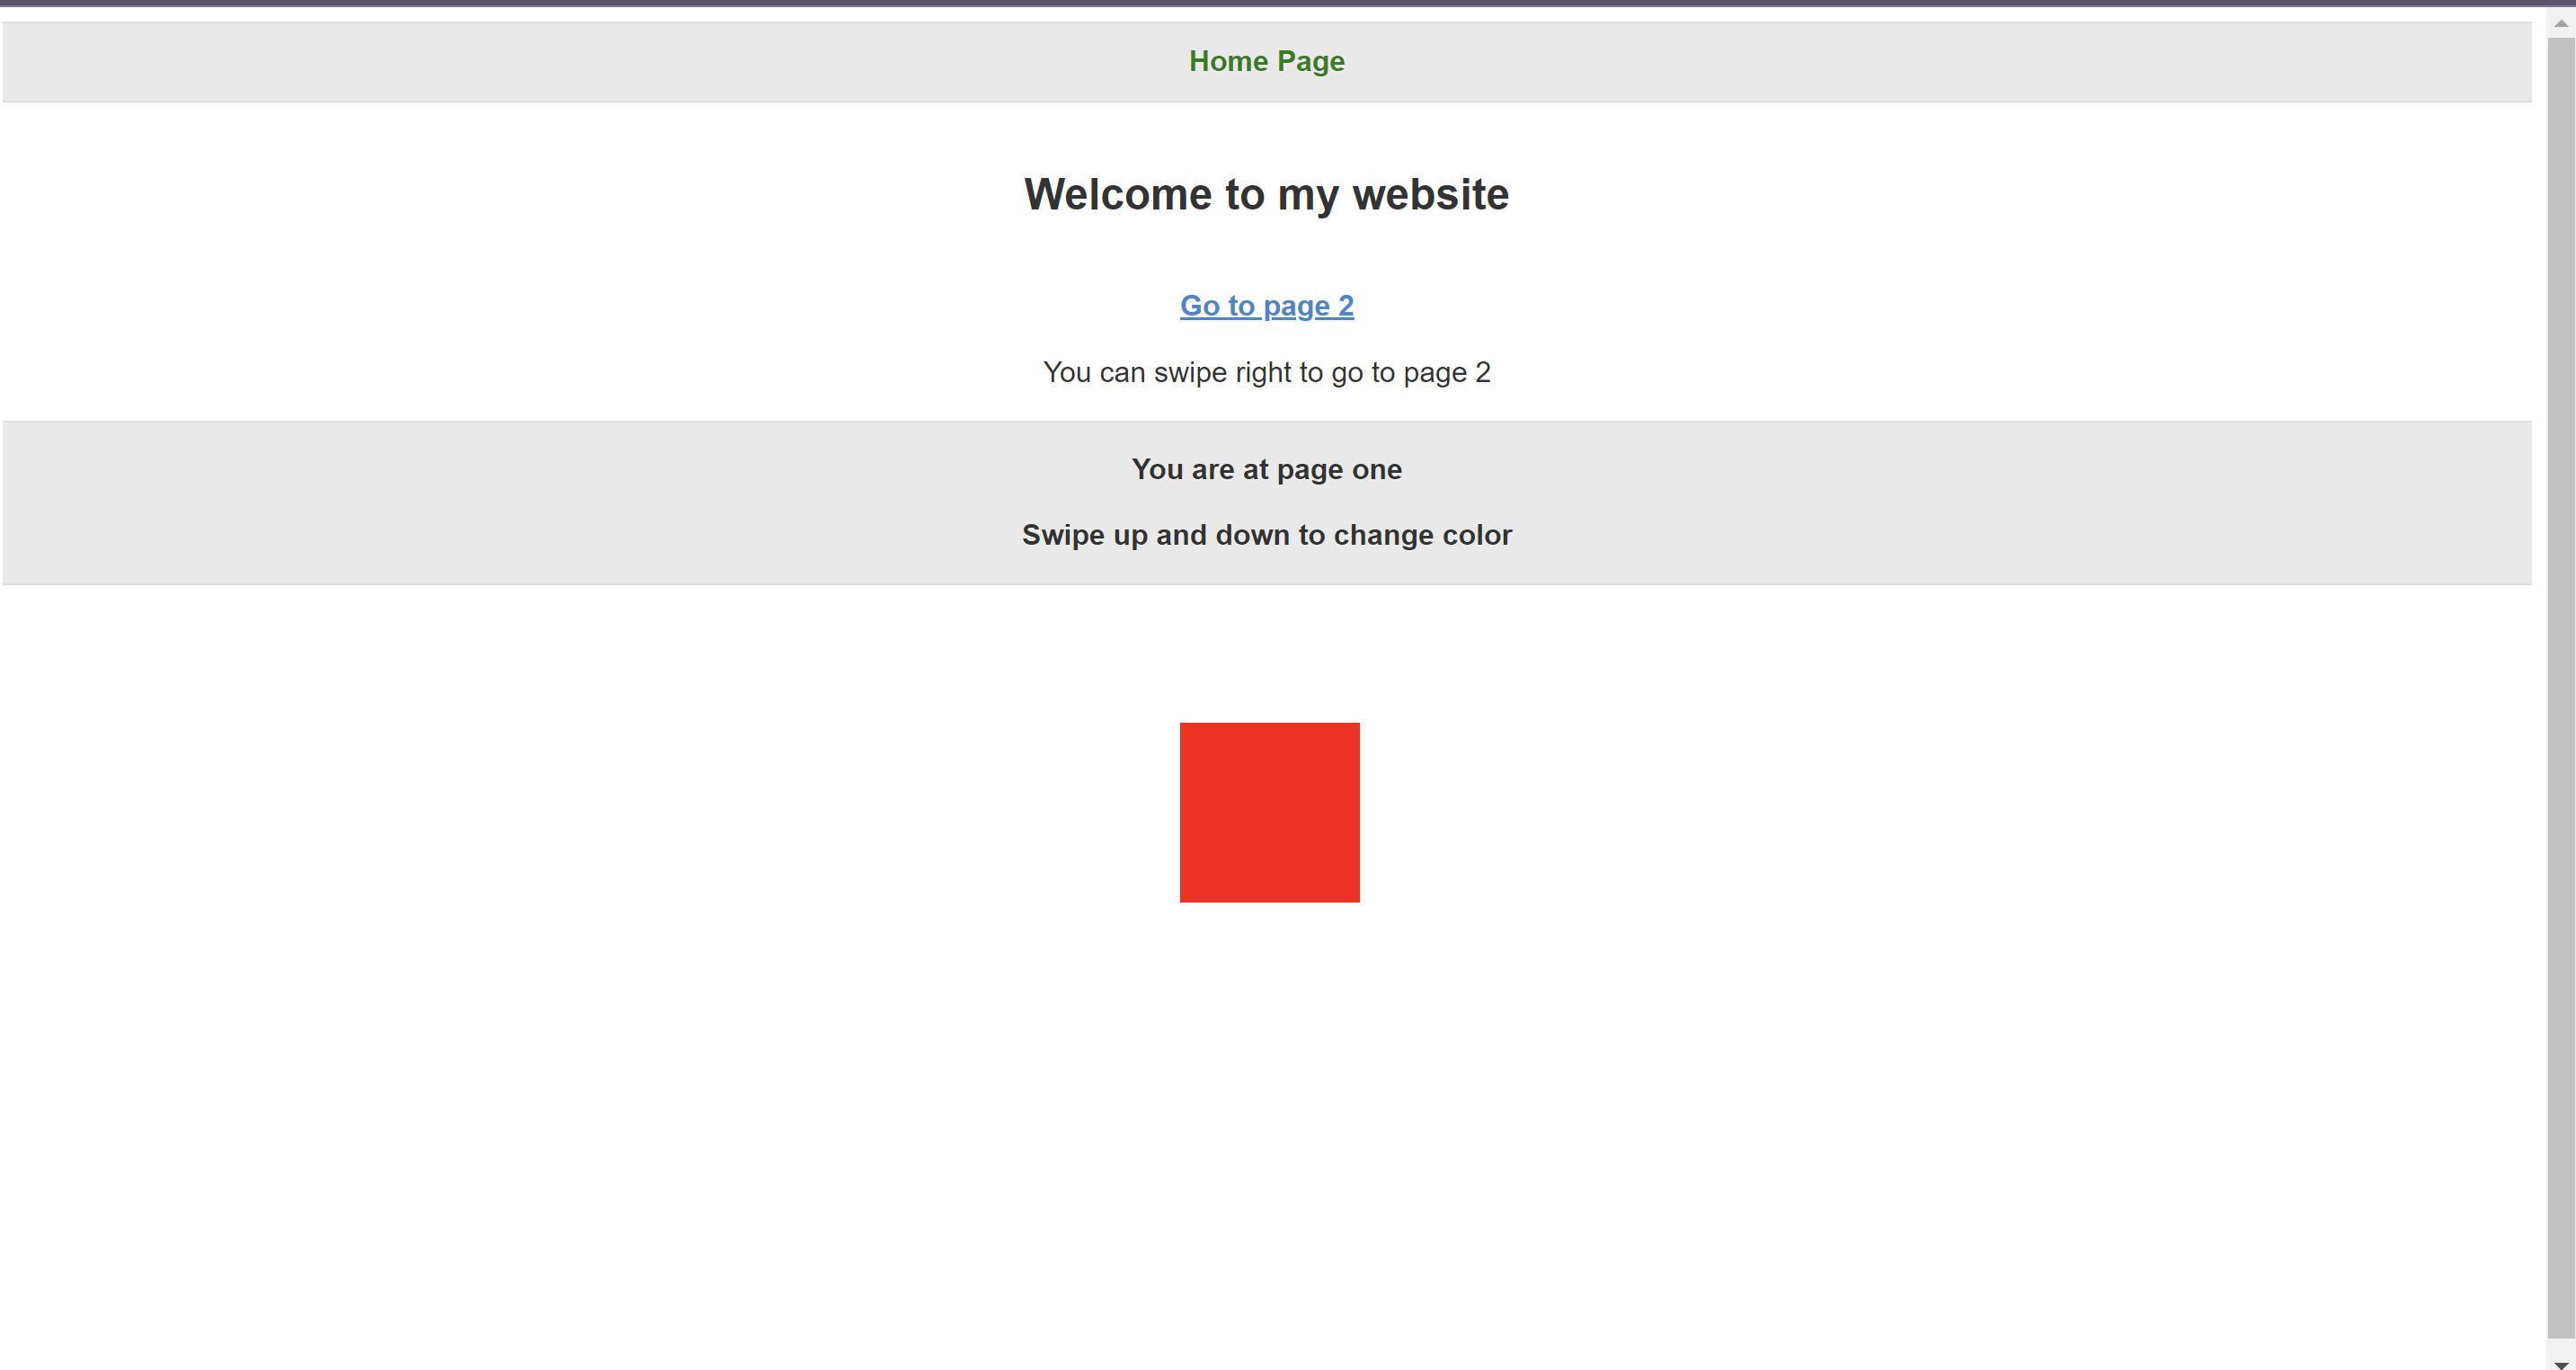 Home Page
Welcome to my website
Go to page 2
You can swipe right to go to page 2
You are at page one
Swipe up and down to change color